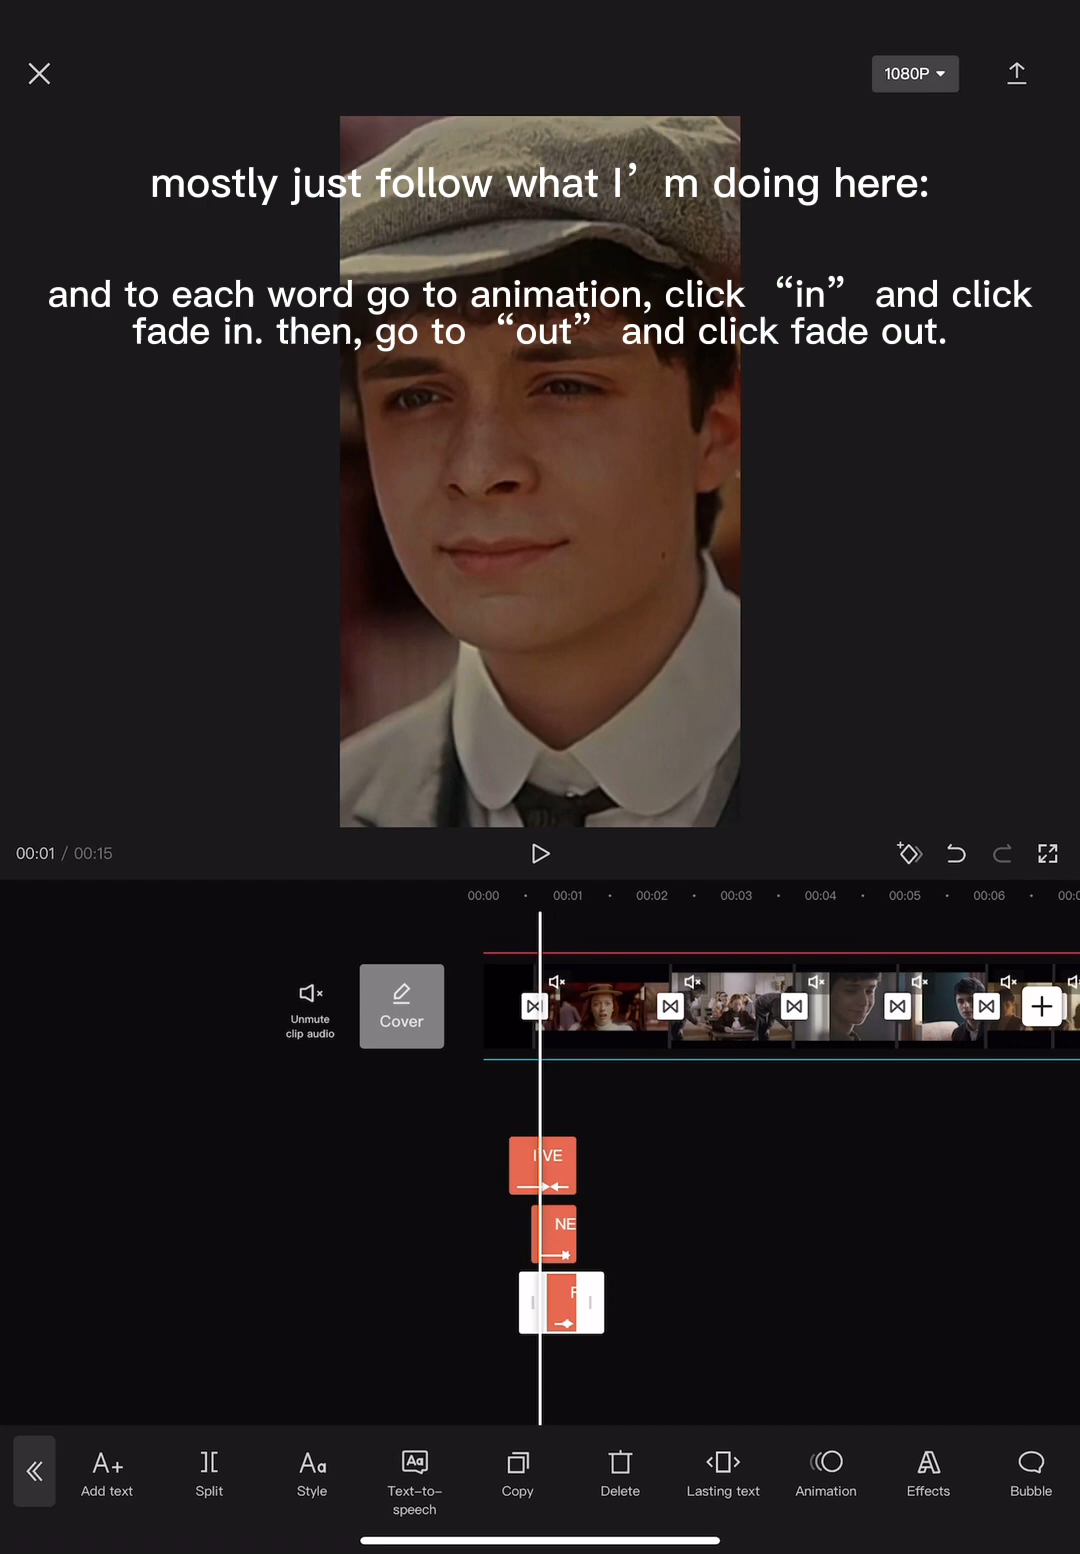 1080P
mostly just follow what I’m doing here:
and to each word go to animation, click “in” and click
fade in. then, go to “out” and click fade out.
00:01 / 00:15
00:00 00:01 00:02 00:03 00:04 00:05 00:06 00:0
Unmute
clip audio
Cover
I'VE
NE
F
Add text
Split
Style
Text-to-
speech
Copy
Delete
Lasting text
Animation
Effects
Bubble